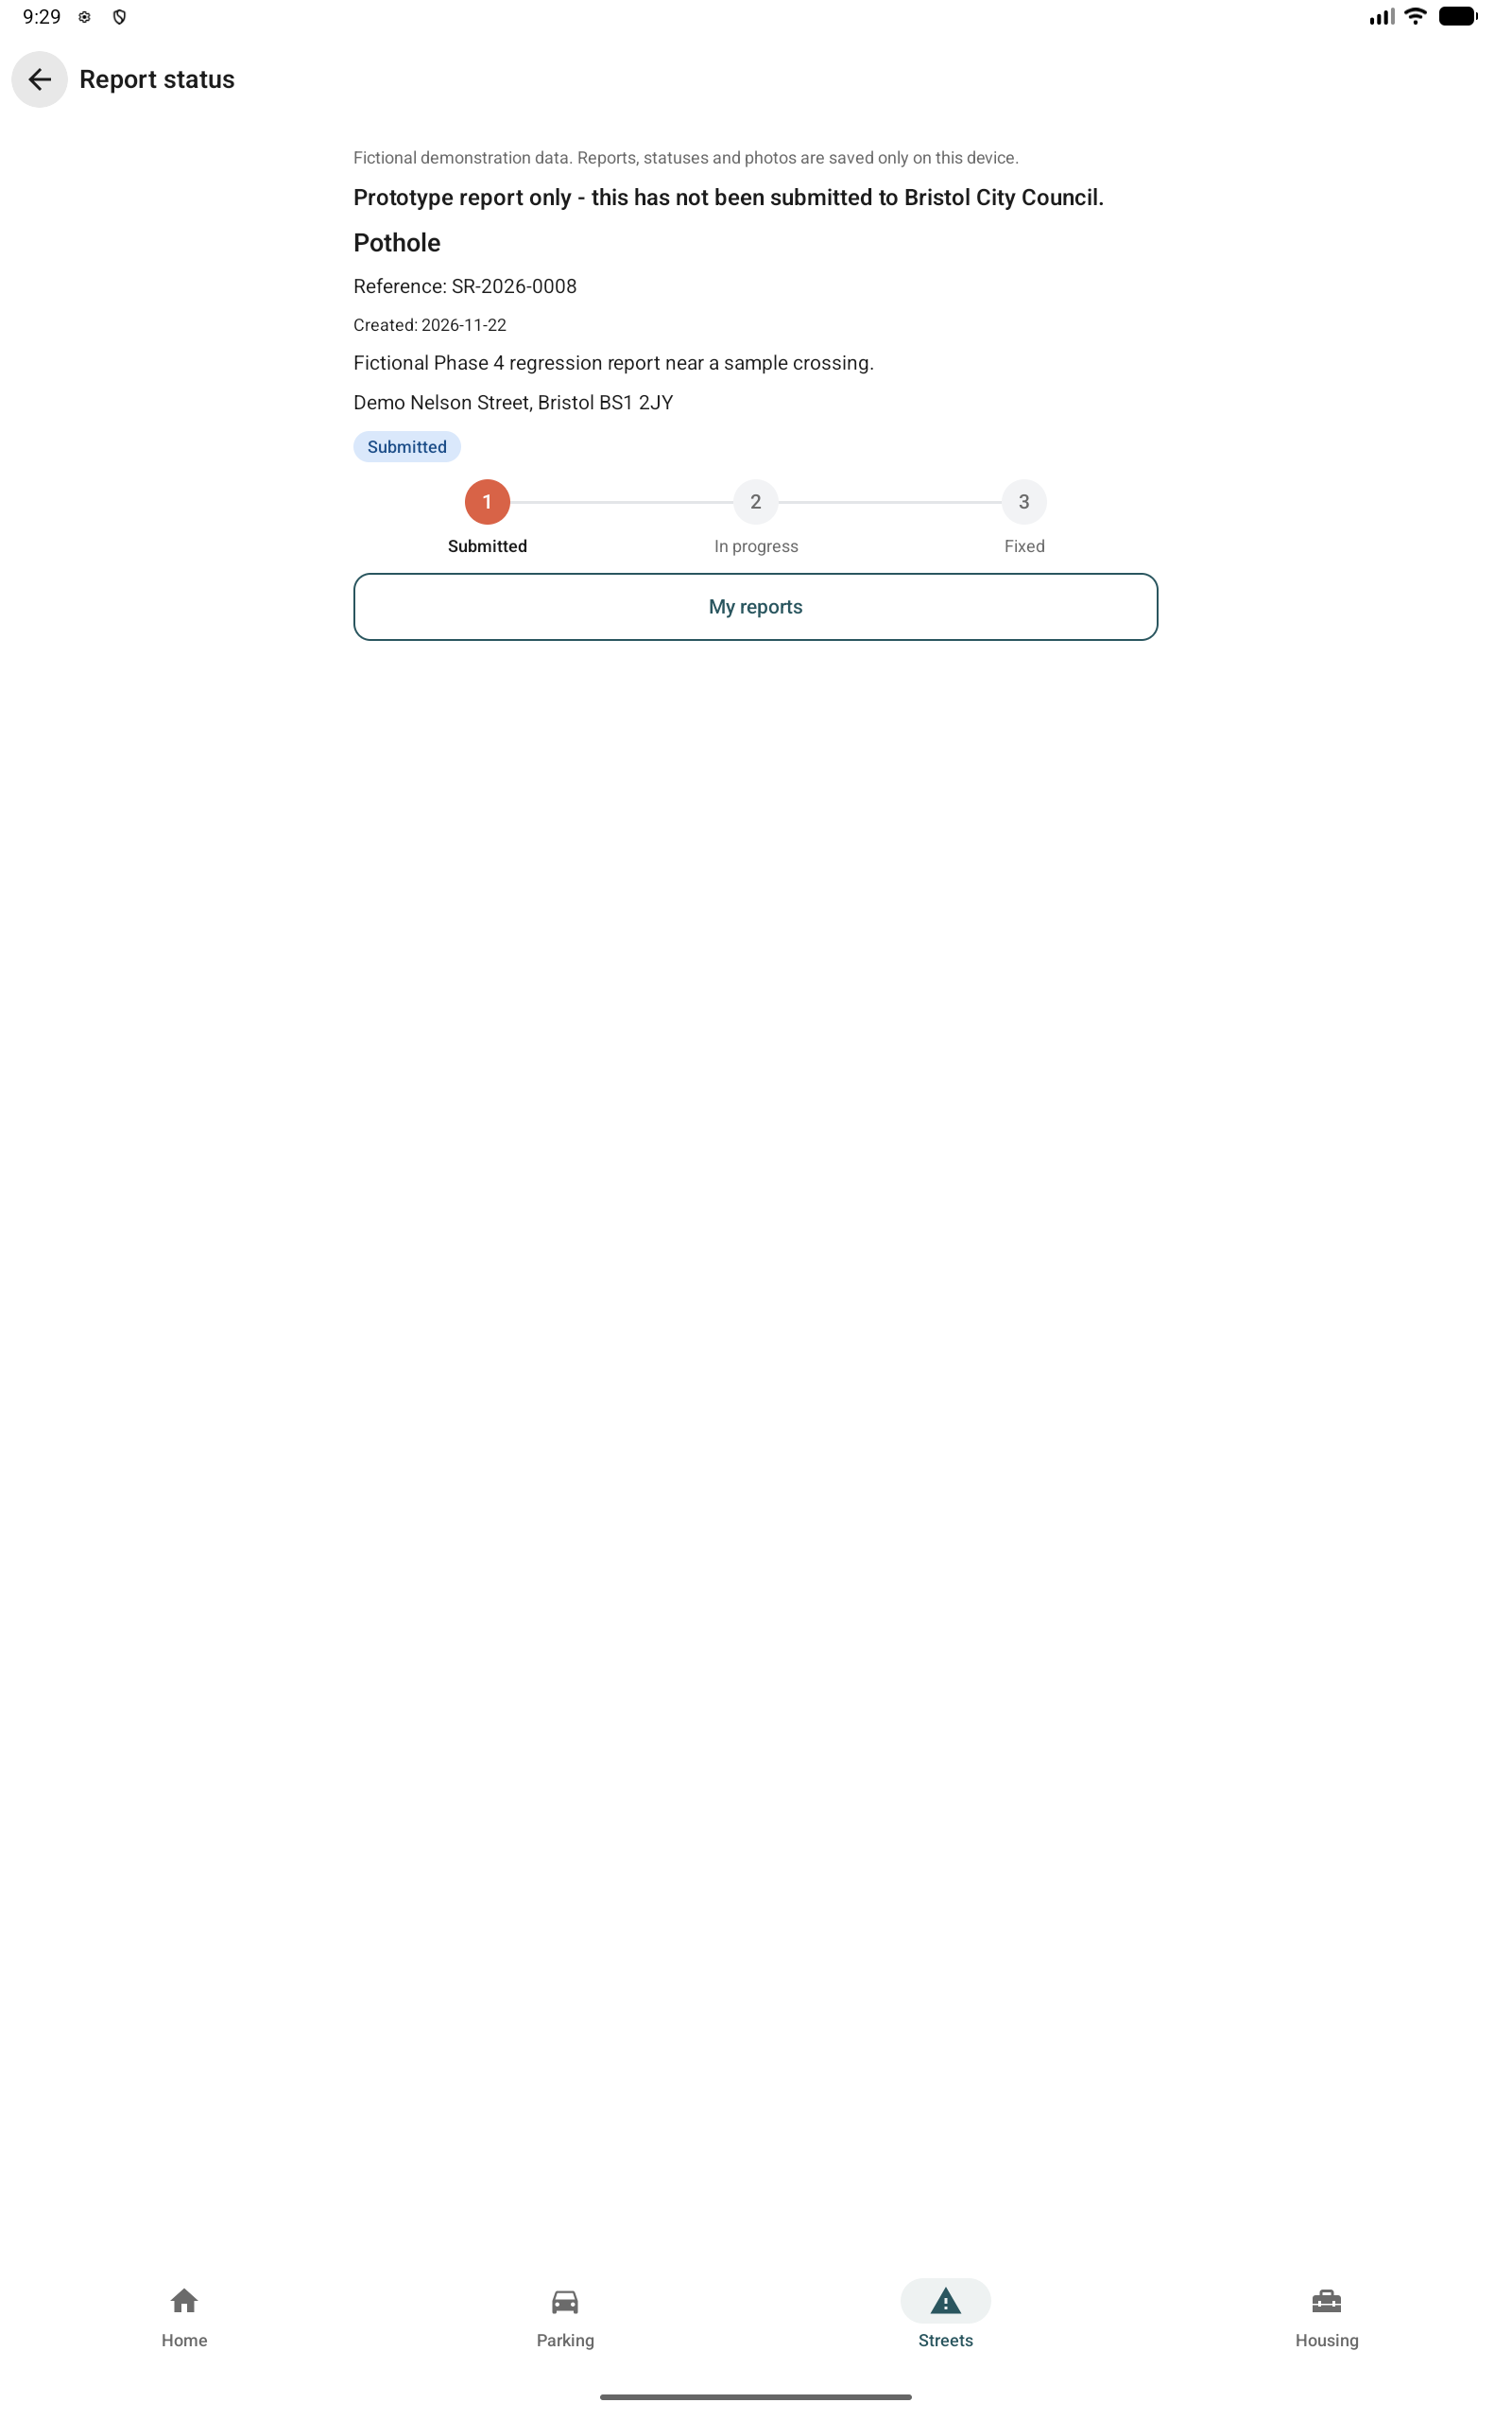 9:29
Report status
Fictional demonstration data. Reports, statuses and photos are saved only on this device.
Prototype report only - this has not been submitted to Bristol City Council.
Pothole
Reference: SR-2026-0008
Created: 2026-11-22
Fictional Phase 4 regression report near a sample crossing.
Demo Nelson Street, Bristol BS1 2JY
Submitted
1 2 3
Submitted In progress Fixed
My reports
Home Parking Streets Housing